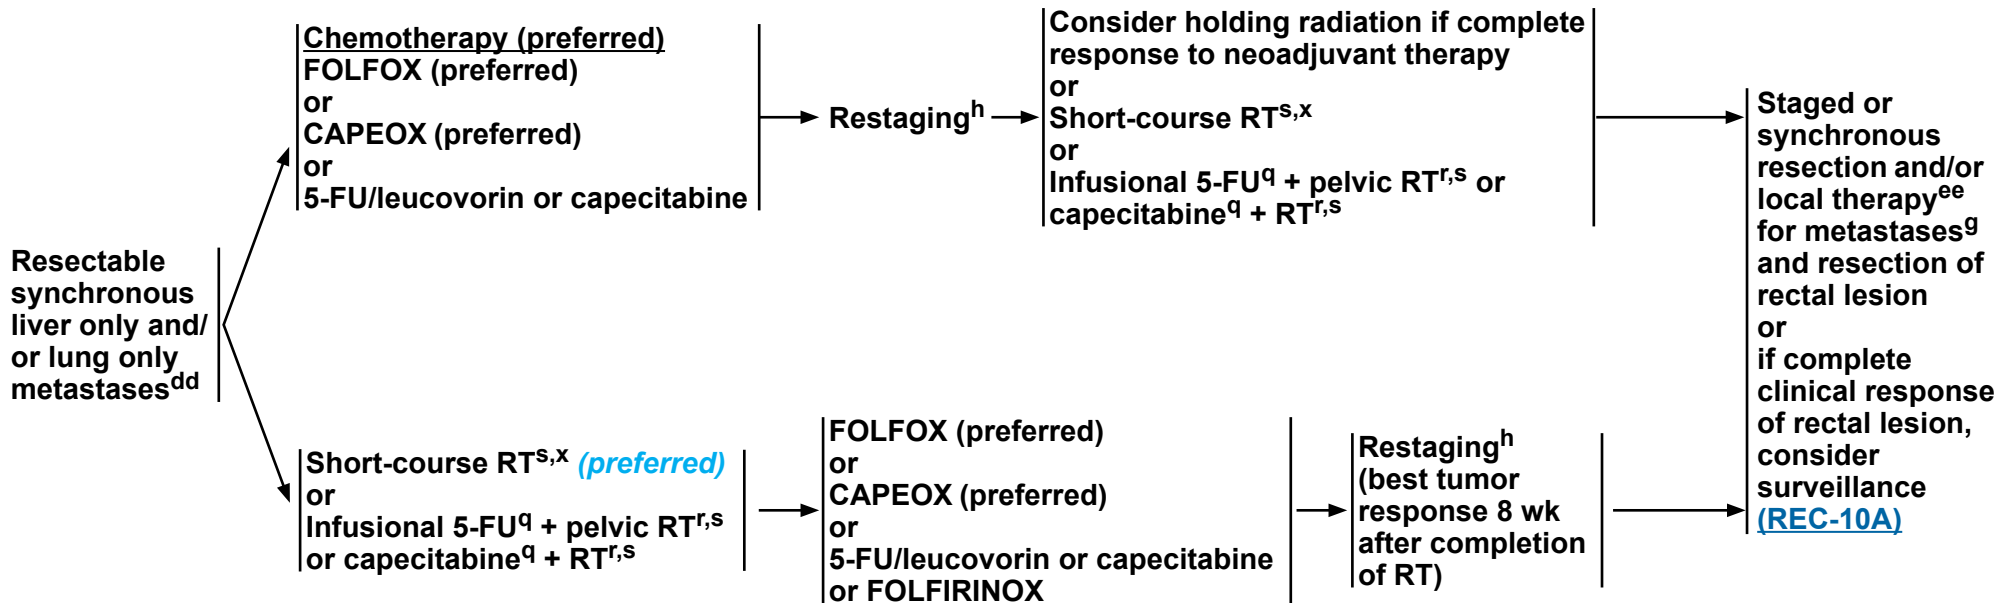 Resectable
synchronous
liver only and/
or lung only
metastasesdd
Chemotherapy (preferred)
FOLFOX (preferred)
or
CAPEOX (preferred)
or
5-FU/leucovorin or capecitabine
Restagingh
Consider holding radiation if complete
response to neoadjuvant therapy
or
Short-course RTs,x
or
Infusional 5-FUq + pelvic RTr,s or
capecitabineq + RTr,s
Short-course RTs,x (preferred)
or
Infusional 5-FUq + pelvic RTr,s
or capecitabineq + RTr,s
FOLFOX (preferred)
or
CAPEOX (preferred)
or
5-FU/leucovorin or capecitabine
or FOLFIRINOX
Restagingh
(best tumor
response 8 wk
after completion
of RT)
Staged or
synchronous
resection and/or
local therapyee
for metastasesg
and resection of
rectal lesion
or
if complete
clinical response
of rectal lesion,
consider
surveillance
(REC-10A)